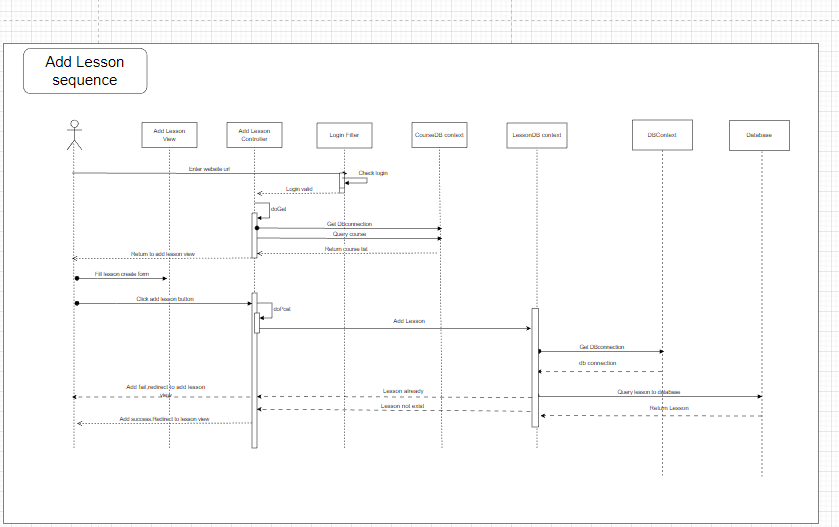 Add Lesson
sequence
Add Lesson
View
Add Lesson
Controller
Login Filter
CourseDB context
LessonDB context
DBContext
Database
Enter website url
Check login
Login valid
doGet
Get Dbconnection
Query course
Return course list
Return to add lesson view
Fill lesson create form
Click add lesson button
doPost
Add Lesson
Get DBconnection
db connection
Add fail,redirect to add lesson
view
Lesson already
Query lesson to database
Lesson not exist
Return Lesson
Add success.Redirect to lesson view